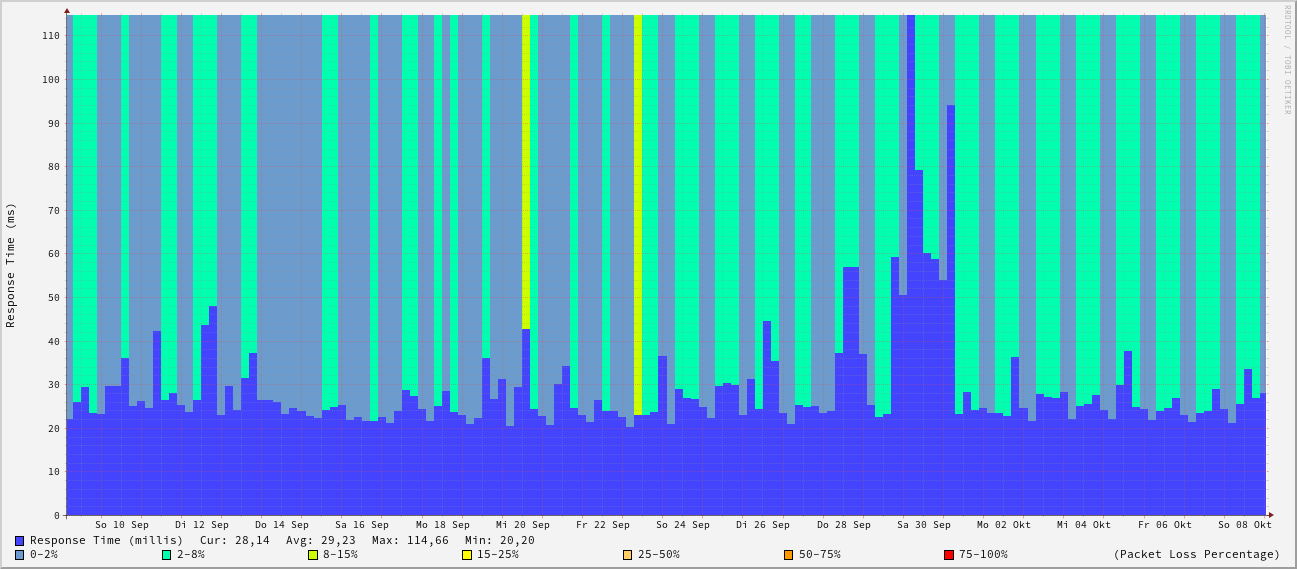 RRDTOOL / TOBI OETIKER
Response Time (ms)
110
100
90
80
70
60
50
40
30
20
10
0
So 10 Sep Di 12 Sep Do 14 Sep Sa 16 Sep Mo 18 Sep Mi 20 Sep Fr 22 Sep So 24 Sep Di 26 Sep Do 28 Sep Sa 30 Sep Mo 02 Okt Mi 04 Okt Fr 06 Okt So 08 Okt
Response Time (millis) Cur: 28,14 Avg: 29,23 Max: 114,66 Min: 20,20
0-2% 2-8% 8-15% 15-25% 25-50% 50-75% 75-100% (Packet Loss Percentage)